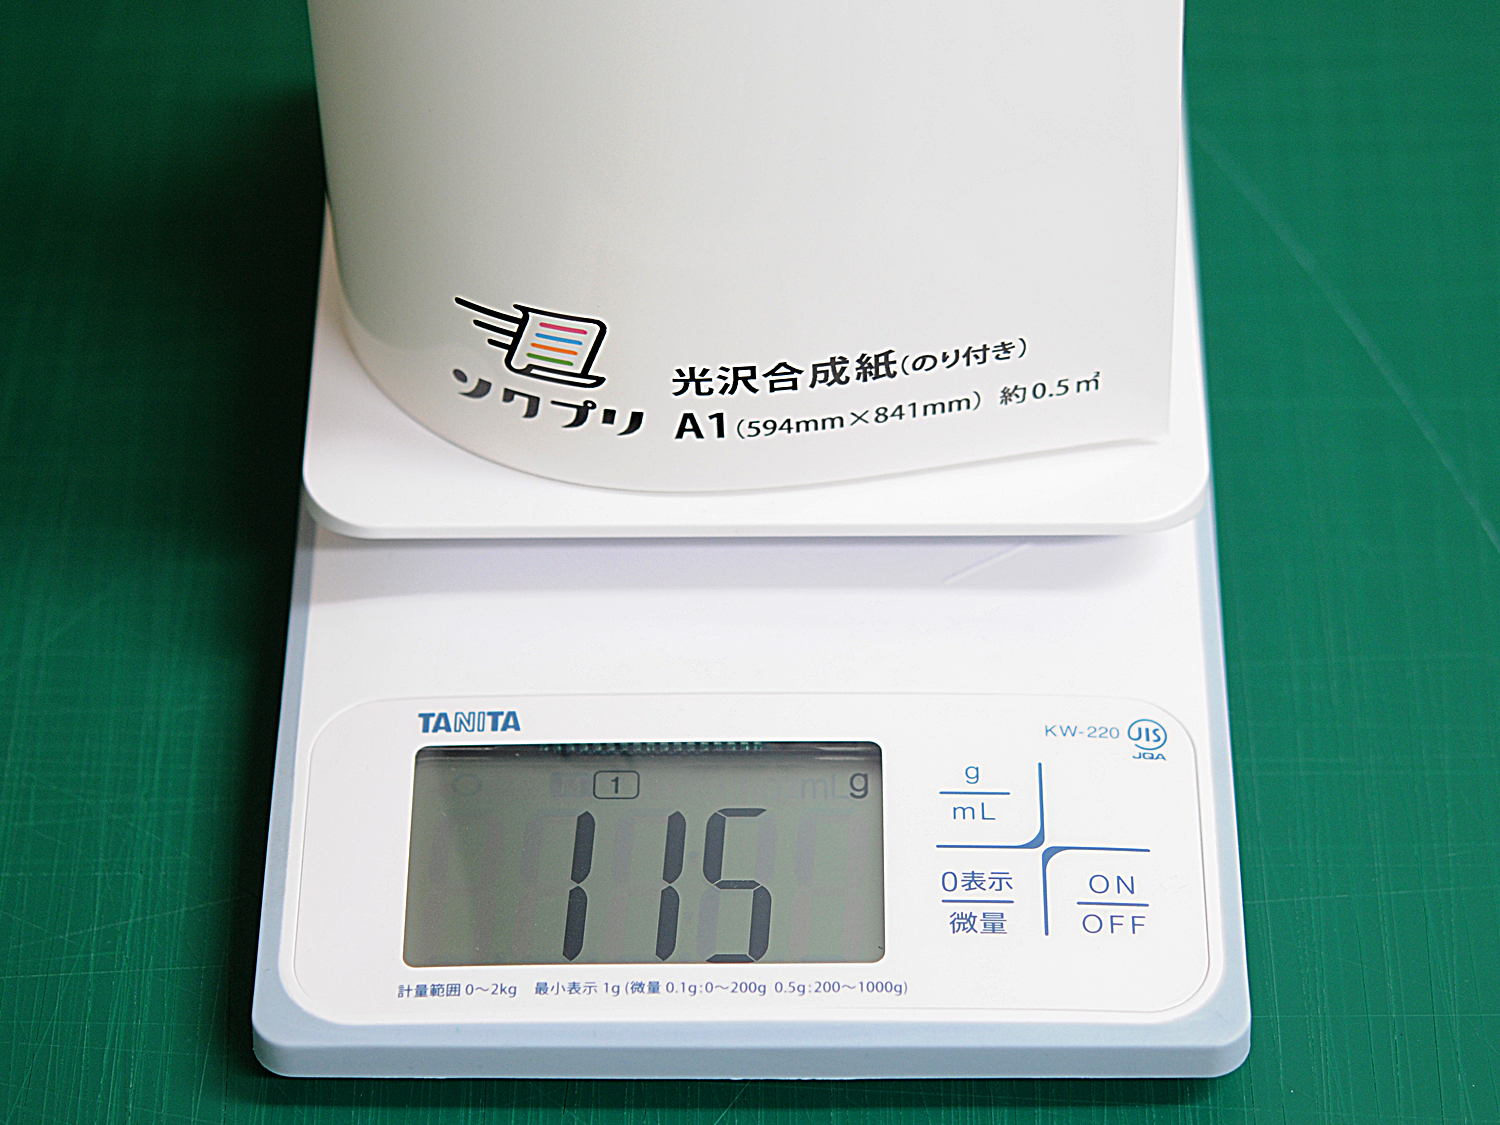 ソクプリ
光沢合成紙(のり付き)
A1(594mm×841mm) 約0.5㎡
TANITA
KW-220 JIS
JQA
1
g
115
g
mL
0表示
微量
ON
OFF
計量範囲 0〜2kg 最小表示 1g (微量 0.1g:0〜200g 0.5g:200〜1000g)